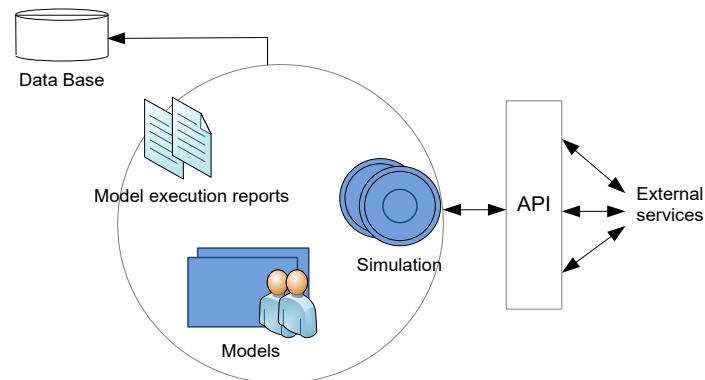 Data Base
Model execution reports
Simulation
Models
API
External
services